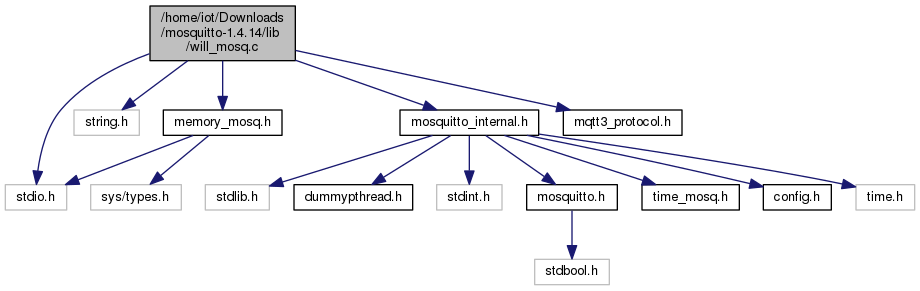 /home/iot/Downloads
/mosquitto-1.4.14/lib
/will_mosq.c
string.h
memory_mosq.h
mosquitto_internal.h
mqtt3_protocol.h
stdio.h
sys/types.h
stdlib.h
dummypthread.h
stdint.h
mosquitto.h
time_mosq.h
config.h
time.h
stdbool.h